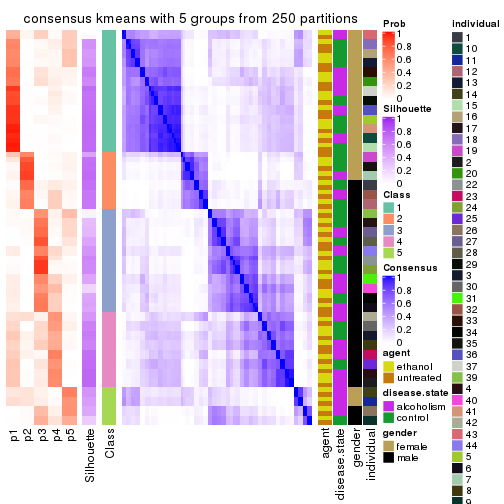 consensus kmeans with 5 groups from 250 partitions
p1
p2
p3
p4
p5
Silhouette
Class
agent
disease.state
gender
individual
Prob
1
0.8
0.6
0.4
0.2
0
Silhouette
1
0.8
0.6
0.4
0.2
0
Class
1
2
3
4
5
Consensus
1
0.8
0.6
0.4
0.2
0
agent
ethanol
untreated
disease.state
alcoholism
control
gender
female
male
individual
1
10
11
12
13
14
15
16
17
18
19
2
20
22
23
24
25
26
27
28
29
3
30
31
32
33
34
35
36
37
39
4
40
41
42
43
44
5
6
7
8
9